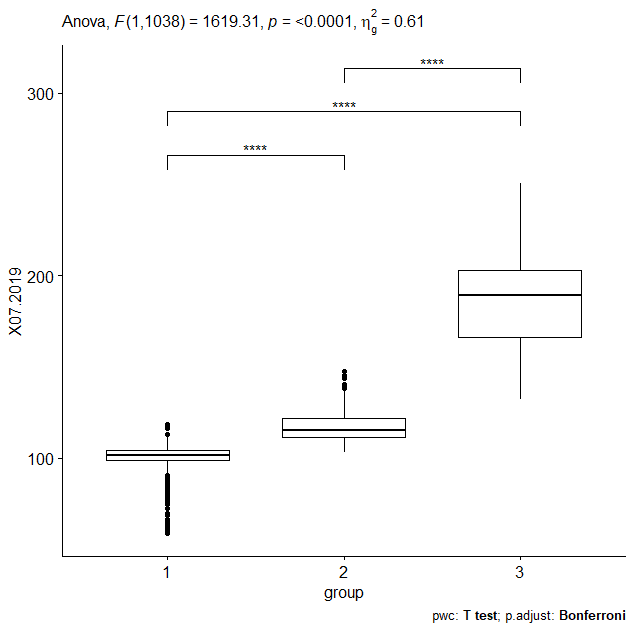 Anova, F(1,1038) = 1619.31, p = <0.0001, η²g = 0.61
****
300
****
****
200
X07.2019
100
1 2 3
group
pwc: T test; p.adjust: Bonferroni